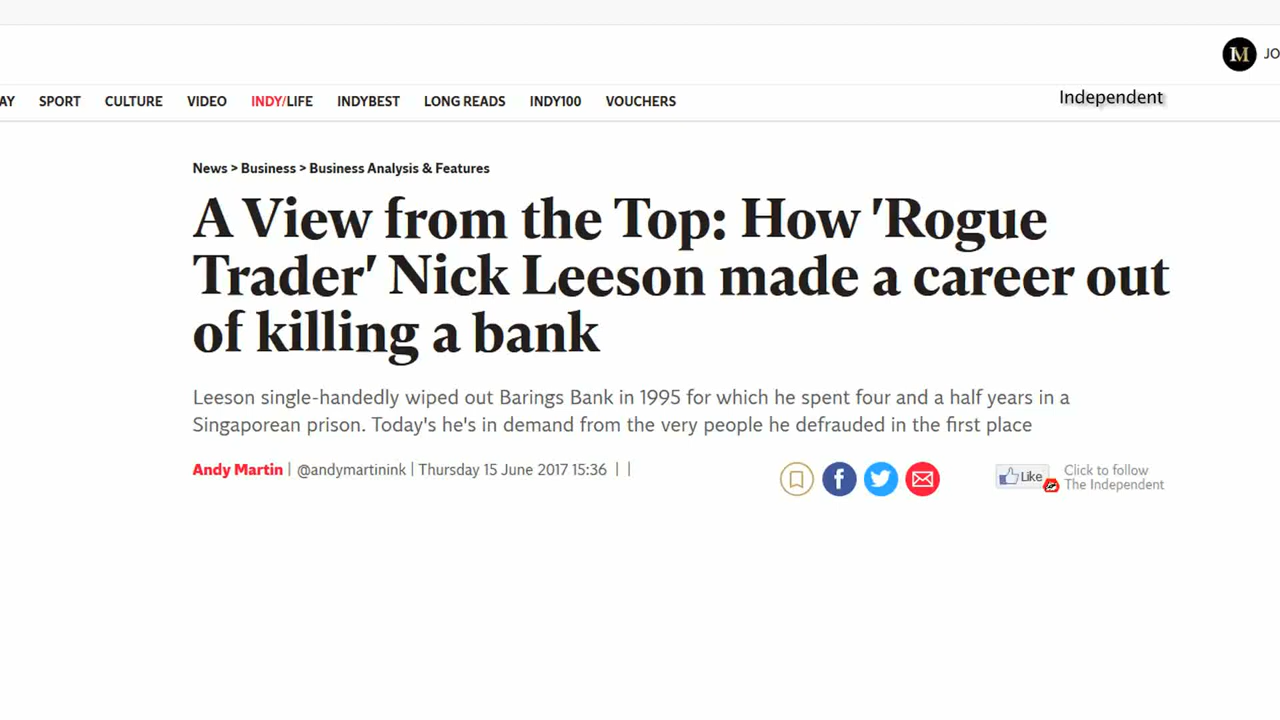 IM JO
AY SPORT CULTURE VIDEO INDY/LIFE INDYBEST LONG READS INDY100 VOUCHERS Independent
News > Business > Business Analysis & Features
A View from the Top: How 'Rogue
Trader' Nick Leeson made a career out
of killing a bank
Leeson single-handedly wiped out Barings Bank in 1995 for which he spent four and a half years in a
Singaporean prison. Today's he's in demand from the very people he defrauded in the first place
Andy Martin | @andymartinink | Thursday 15 June 2017 15:36 | |
f Like Click to follow
The Independent